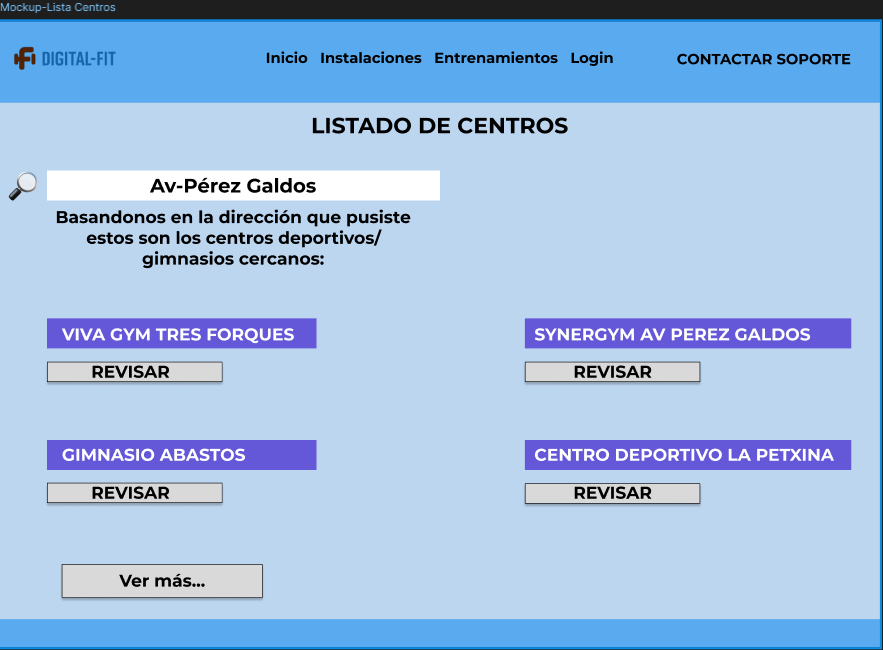 Mockup-Lista Centros
DIGITAL-FIT
Inicio Instalaciones Entrenamientos Login
CONTACTAR SOPORTE
LISTADO DE CENTROS
Av-Pérez Galdos
Basandonos en la dirección que pusiste
estos son los centros deportivos/
gimnasios cercanos:
VIVA GYM TRES FORQUES
REVISAR
SYNERGYM AV PEREZ GALDOS
REVISAR
GIMNASIO ABASTOS
REVISAR
CENTRO DEPORTIVO LA PETXINA
REVISAR
Ver más...